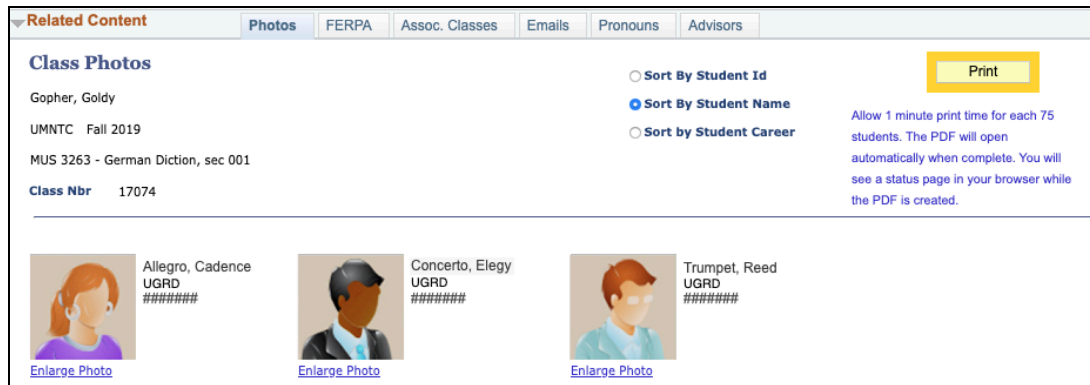 Related Content
Photos FERPA Assoc. Classes Emails Pronouns Advisors
Class Photos
Gopher, Goldy
UMNTC Fall 2019
MUS 3263 - German Diction, sec 001
Class Nbr 17074
Sort By Student Id
Sort By Student Name
Sort by Student Career
Print
Allow 1 minute print time for each 75
students. The PDF will open
automatically when complete. You will
see a status page in your browser while
the PDF is created.
Allegro, Cadence
UGRD
#######
Enlarge Photo
Concerto, Elegy
UGRD
#######
Enlarge Photo
Trumpet, Reed
UGRD
#######
Enlarge Photo